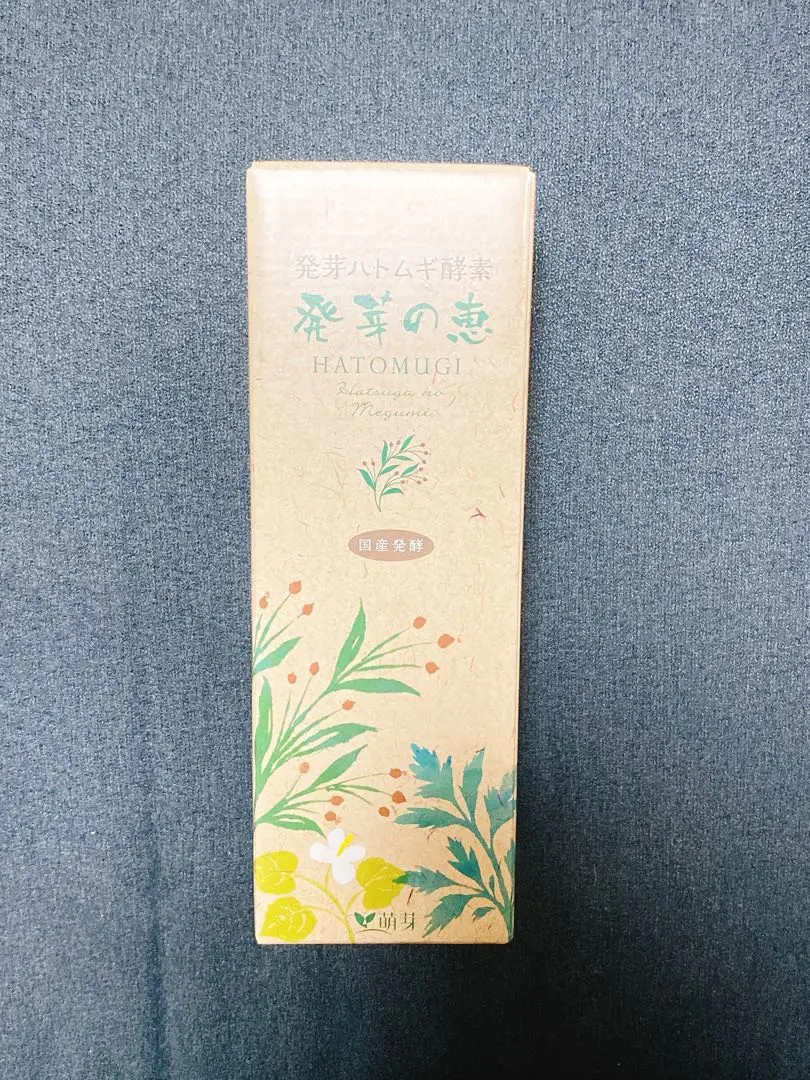 発芽ハトムギ酵素
発芽の恵
HATOMUGI
Hatsuga no
Megumi
国産発酵
萌芽